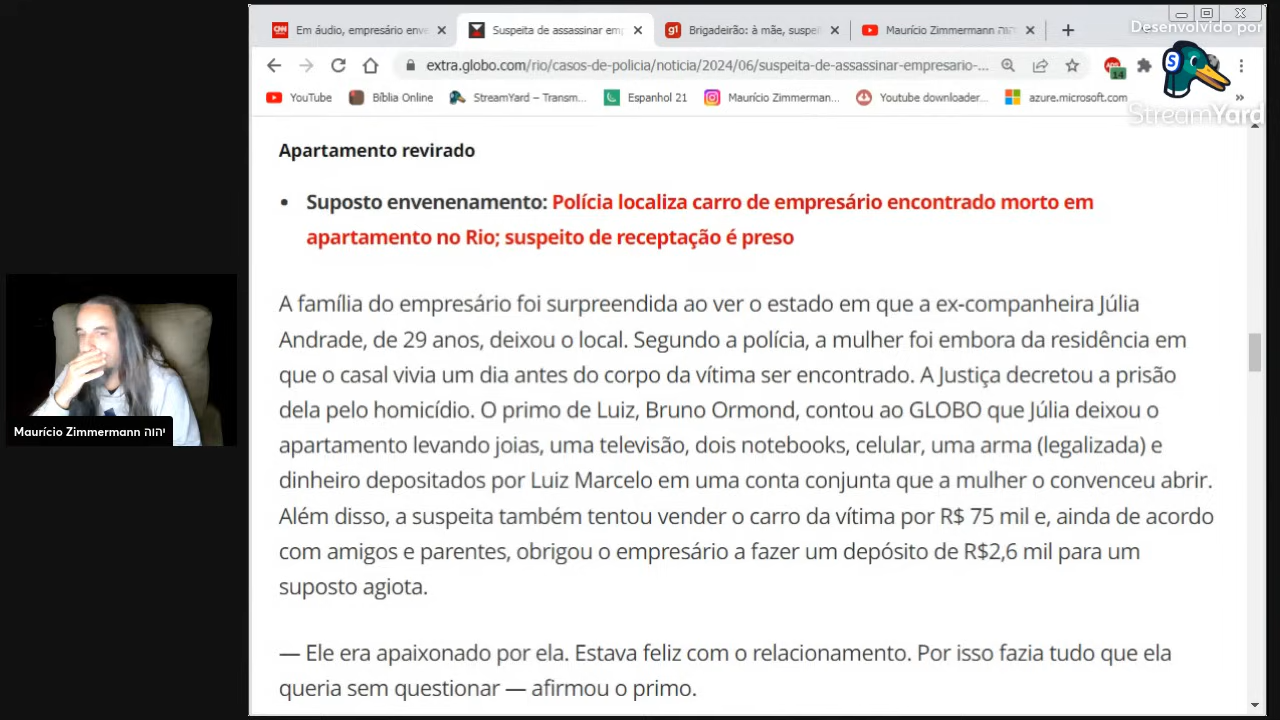 Em áudio, empresário env
Suspeita de assassinar em
Brigadeirão: à mãe, suspe
Maurício Zimmermann יהוה
Desenvolvido por
extra.globo.com/rio/casos-de-policia/noticia/2024/06/suspeita-de-assassinar-empresario-...
14
YouTube
Bíblia Online
StreamYard – Transm...
Espanhol 21
Maurício Zimmerman...
Youtube downloader...
azure.microsoft.com
»
StreamYard
Apartamento revirado
• Suposto envenenamento: Polícia localiza carro de empresário encontrado morto em
apartamento no Rio; suspeito de receptação é preso
A família do empresário foi surpreendida ao ver o estado em que a ex-companheira Júlia
Andrade, de 29 anos, deixou o local. Segundo a polícia, a mulher foi embora da residência em
que o casal vivia um dia antes do corpo da vítima ser encontrado. A Justiça decretou a prisão
dela pelo homicídio. O primo de Luiz, Bruno Ormond, contou ao GLOBO que Júlia deixou o
apartamento levando joias, uma televisão, dois notebooks, celular, uma arma (legalizada) e
dinheiro depositados por Luiz Marcelo em uma conta conjunta que a mulher o convenceu abrir.
Além disso, a suspeita também tentou vender o carro da vítima por R$ 75 mil e, ainda de acordo
com amigos e parentes, obrigou o empresário a fazer um depósito de R$2,6 mil para um
suposto agiota.
— Ele era apaixonado por ela. Estava feliz com o relacionamento. Por isso fazia tudo que ela
queria sem questionar — afirmou o primo.
Maurício Zimmermann יהוה